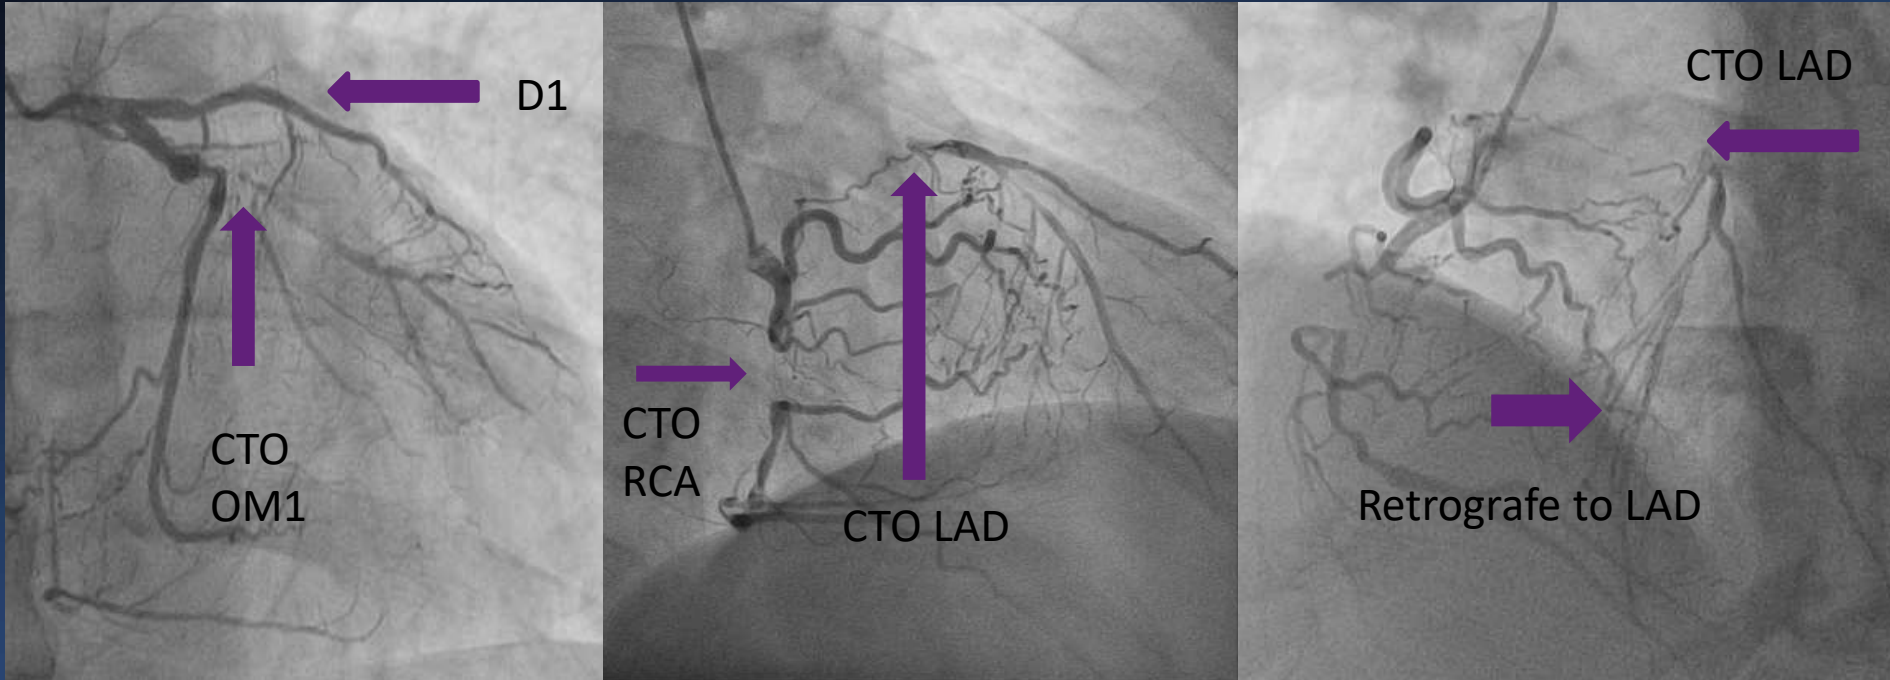 D1
CTO
OM1
CTO
RCA
CTO LAD
CTO LAD
Retrografe to LAD